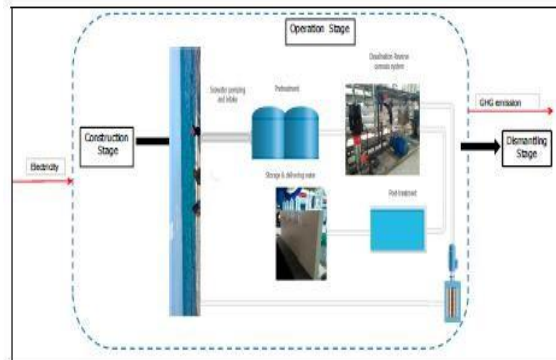 Operation Stage
Desalination Reverse
osmosis system
Seawater pumping
and intake
Pretreatment
GHG emission
Construction
Stage
Dismantling
Stage
Electricity
Storage & delivering water
Post-treatment